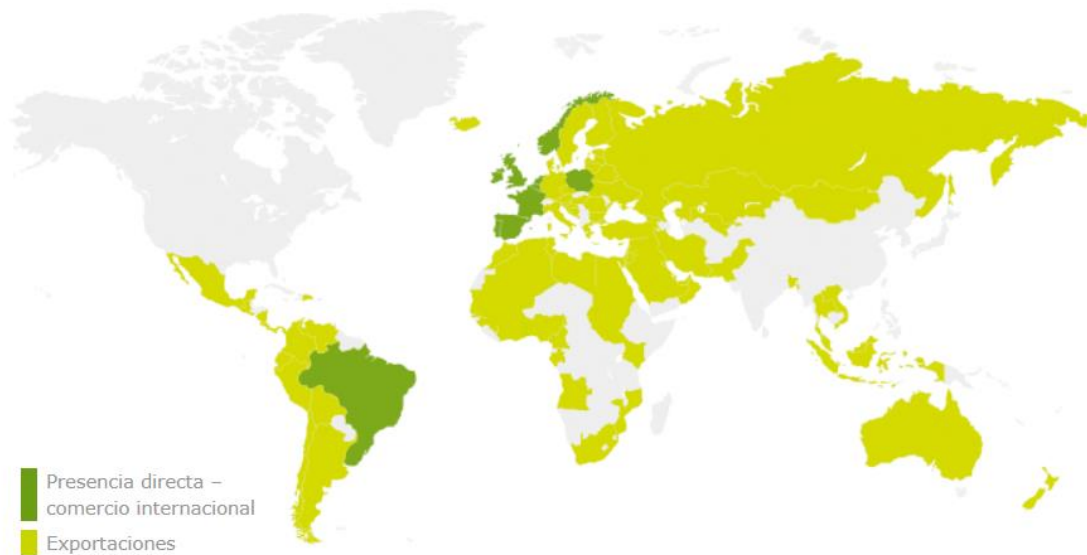 Presencia directa –
comercio internacional
Exportaciones